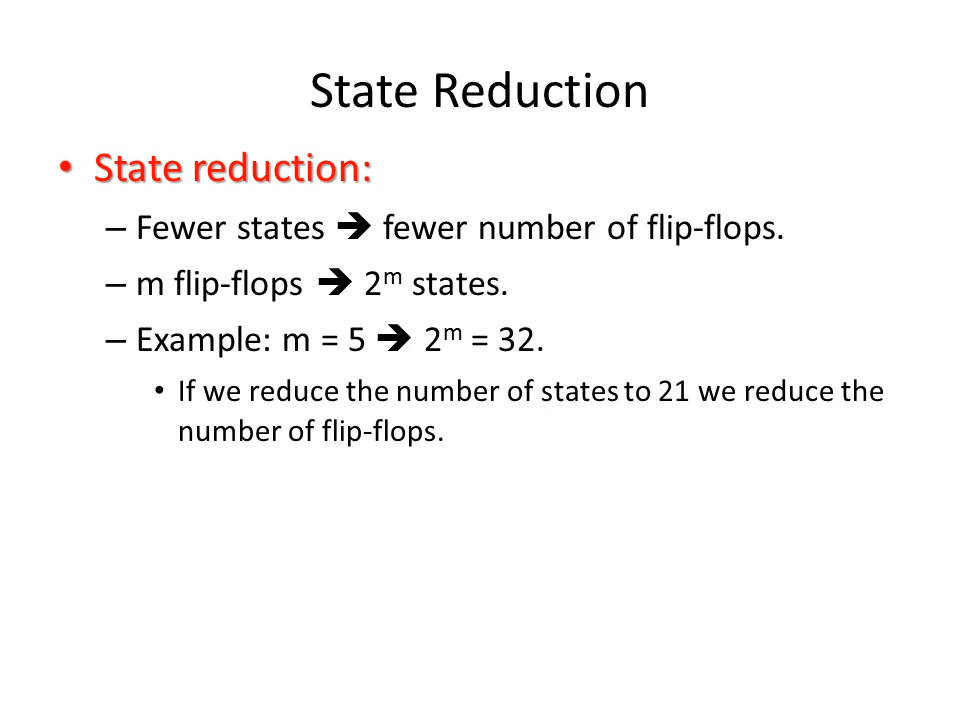 State Reduction
• State reduction:
– Fewer states ➔ fewer number of flip-flops.
– m flip-flops ➔ 2ᵐ states.
– Example: m = 5 ➔ 2ᵐ = 32.
• If we reduce the number of states to 21 we reduce the
number of flip-flops.